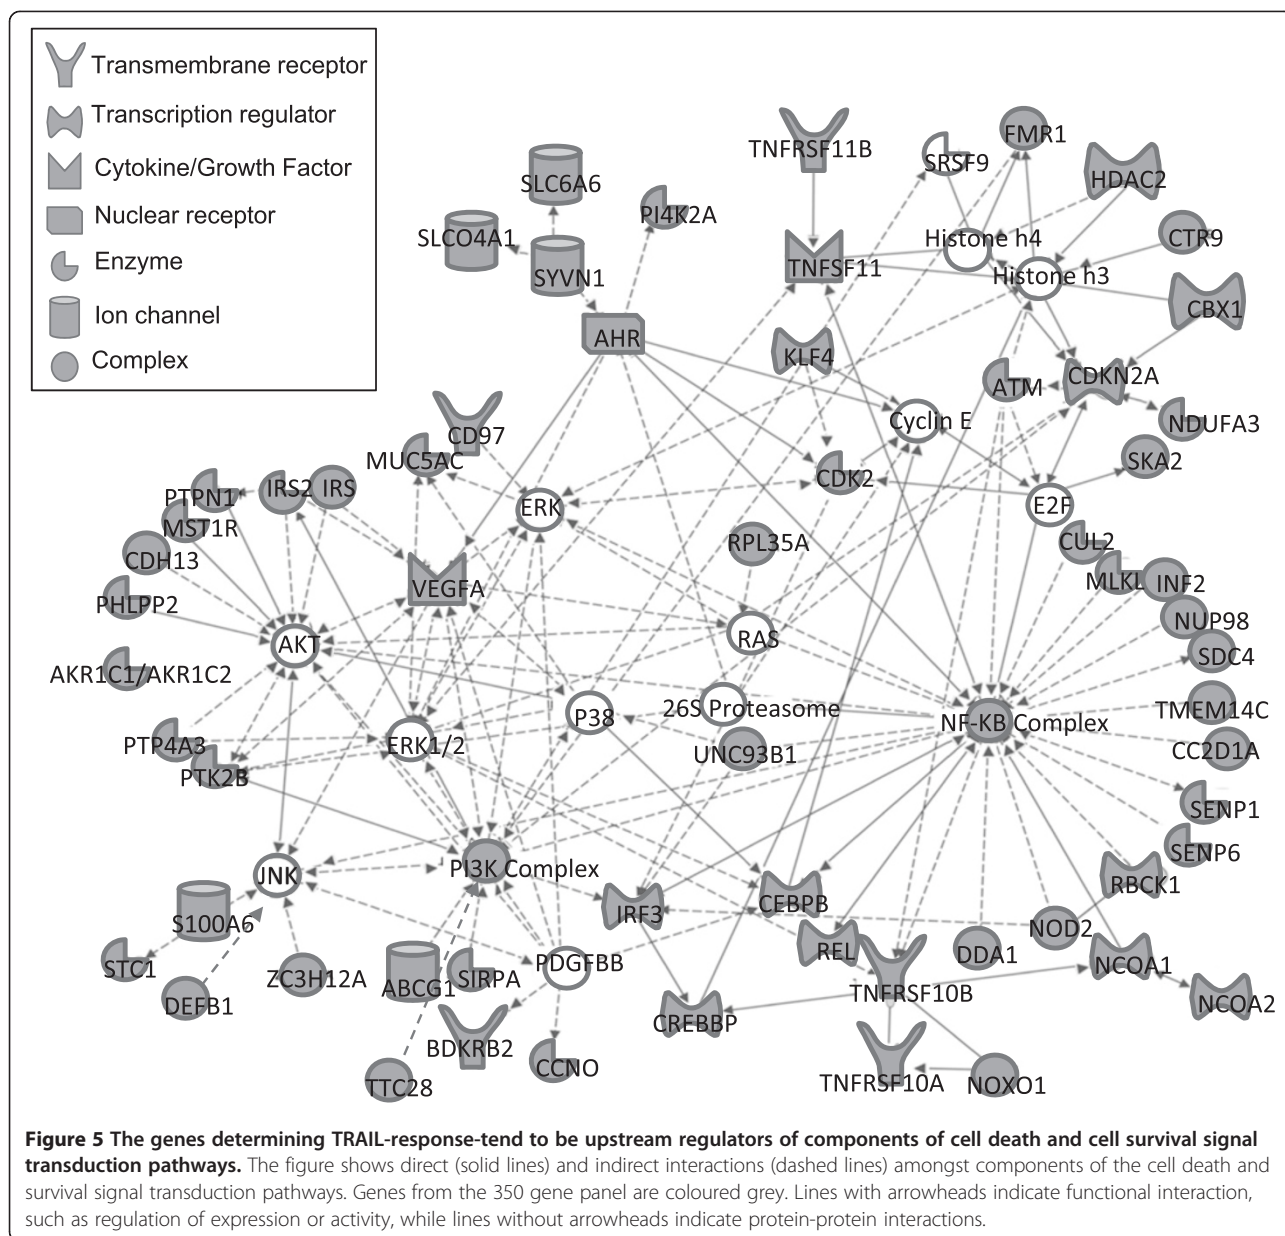 Transmembrane receptor
Transcription regulator
Cytokine/Growth Factor
Nuclear receptor
Enzyme
Ion channel
Complex
TNFRSF11B
FMR1
SRSF9
HDAC2
SLC6A6
PI4K2A
SLCO4A1
SYVN1
Histone h4
CTR9
TNFSF11
Histone h3
CBX1
AHR
KLF4
ATM
CDKN2A
Cyclin E
NDUFA3
CD97
MUC5AC
CDK2
SKA2
PTPN1
IRS2
IRS
MST1R
ERK
E2F
CDH13
RPL35A
CUL2
MLKL
INF2
PHLPP2
VEGFA
NUP98
AKT
RAS
SDC4
AKR1C1/AKR1C2
P38
26S Proteasome
NF-KB Complex
TMEM14C
PTP4A3
ERK1/2
UNC93B1
CC2D1A
PTK2B
SENP1
SENP6
JNK
PI3K Complex
RBCK1
S100A6
IRF3
CEBPB
NOD2
REL
DDA1
STC1
ZC3H12A
ABCG1
SIRPA
PDGFBB
NCOA1
DEFB1
TNFRSF10B
NCOA2
CREBBP
BDKRB2
CCNO
TTC28
TNFRSF10A
NOXO1
Figure 5 The genes determining TRAIL-response-tend to be upstream regulators of components of cell death and cell survival signal
transduction pathways. The figure shows direct (solid lines) and indirect interactions (dashed lines) amongst components of the cell death and
survival signal transduction pathways. Genes from the 350 gene panel are coloured grey. Lines with arrowheads indicate functional interaction,
such as regulation of expression or activity, while lines without arrowheads indicate protein-protein interactions.